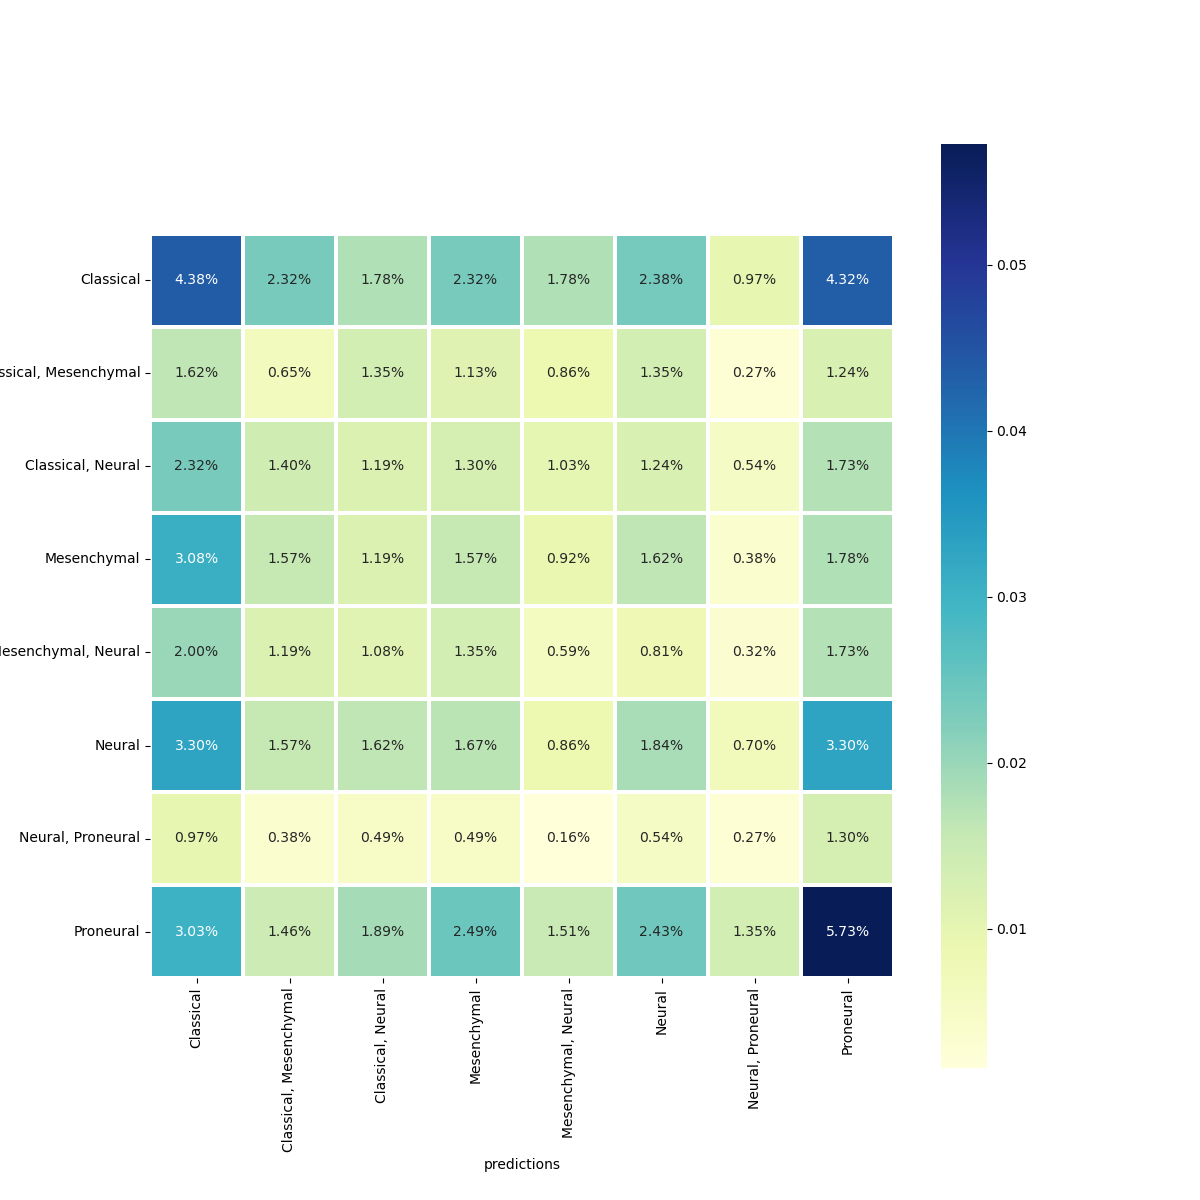 Classical 4.38% 2.32% 1.78% 2.32% 1.78% 2.38% 0.97% 4.32%
ssical, Mesenchymal 1.62% 0.65% 1.35% 1.13% 0.86% 1.35% 0.27% 1.24%
Classical, Neural 2.32% 1.40% 1.19% 1.30% 1.03% 1.24% 0.54% 1.73%
Mesenchymal 3.08% 1.57% 1.19% 1.57% 0.92% 1.62% 0.38% 1.78%
lesenchymal, Neural 2.00% 1.19% 1.08% 1.35% 0.59% 0.81% 0.32% 1.73%
Neural 3.30% 1.57% 1.62% 1.67% 0.86% 1.84% 0.70% 3.30%
Neural, Proneural 0.97% 0.38% 0.49% 0.49% 0.16% 0.54% 0.27% 1.30%
Proneural 3.03% 1.46% 1.89% 2.49% 1.51% 2.43% 1.35% 5.73%
Classical
Classical, Mesenchymal
Classical, Neural
Mesenchymal
Mesenchymal, Neural
Neural
Neural, Proneural
Proneural
predictions
0.05
0.04
0.03
0.02
0.01